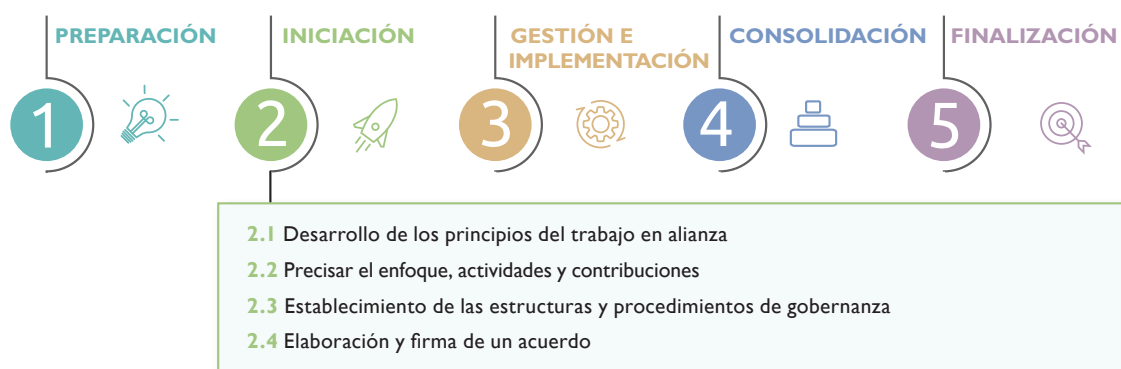 PREPARACIÓN
INICIACIÓN
GESTIÓN E
IMPLEMENTACIÓN
CONSOLIDACIÓN
FINALIZACIÓN
1
2
3
4
5
2.1 Desarrollo de los principios del trabajo en alianza
2.2 Precisar el enfoque, actividades y contribuciones
2.3 Establecimiento de las estructuras y procedimientos de gobernanza
2.4 Elaboración y firma de un acuerdo